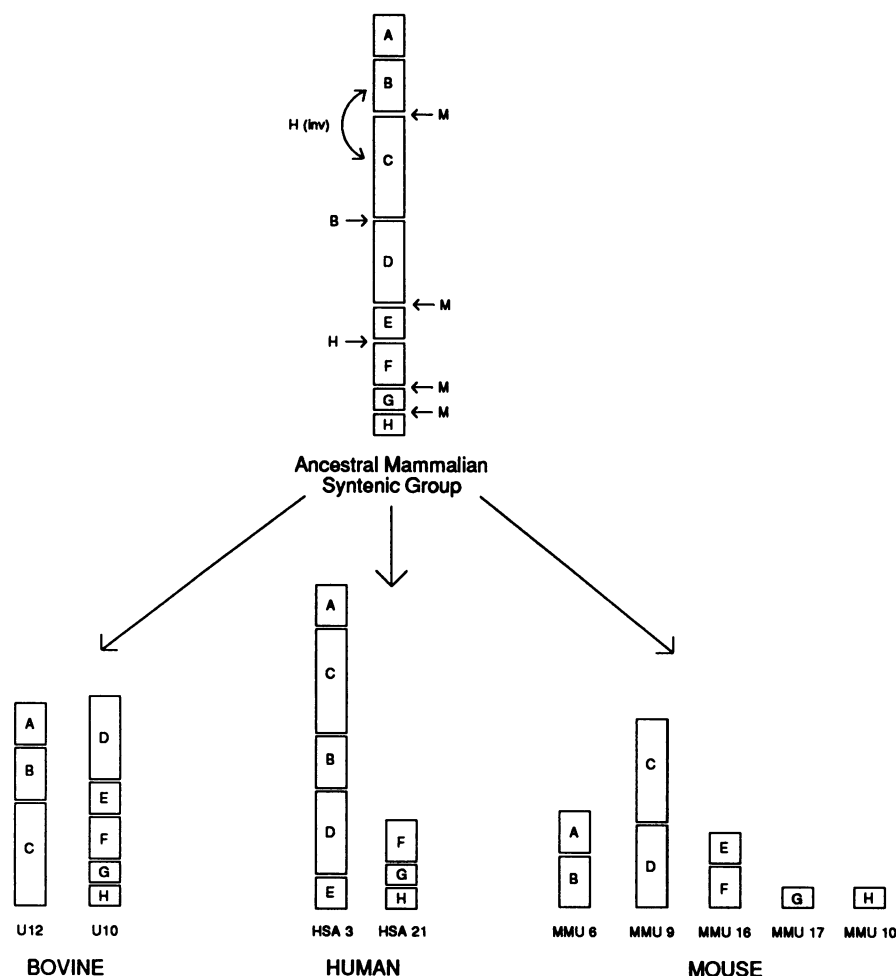 A
B
H (inv)
← M
C
B →
D
← M
E
H →
F
← M
G
← M
H
Ancestral Mammalian
Syntenic Group
A
B
C
U12
D
E
F
G
H
U10
BOVINE
A
C
B
D
E
HSA 3
F
G
H
HSA 21
HUMAN
A
B
MMU 6
C
D
MMU 9
E
F
MMU 16
G
MMU 17
H
MMU 10
MOUSE